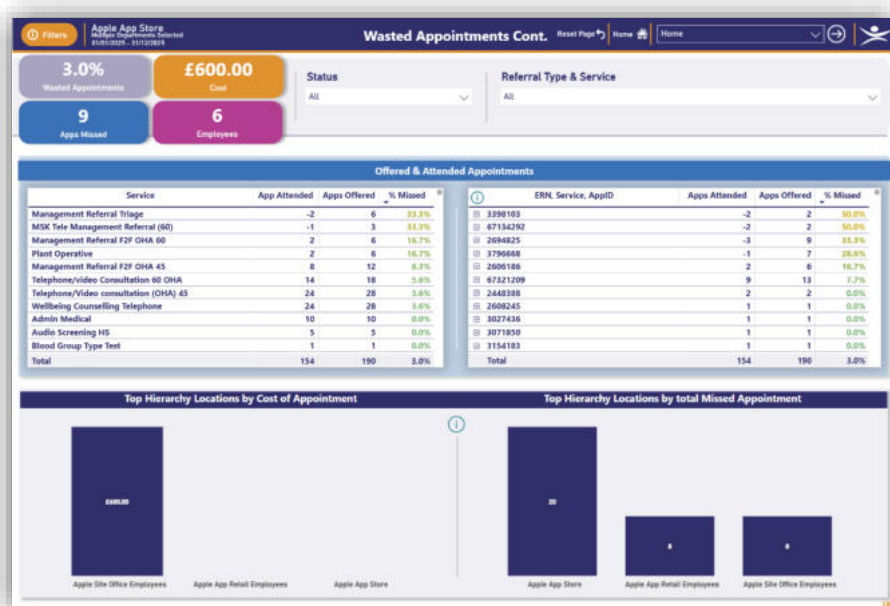 Filters
Apple App Store
Multiple Departments Selected
01/01/2025 - 31/12/2025
Wasted Appointments Cont.
Reset Page
Home
Home
3.0%
Wasted Appointments
£600.00
Cost
9
Apps Missed
6
Employees
Status
All
Referral Type & Service
All
Offered & Attended Appointments
Service App Attended Apps Offered % Missed
Management Referral Triage -2 6 33.3%
MSK Tele Management Referral (60) -1 3 33.3%
Management Referral F2F OHA 60 2 6 16.7%
Plant Operative 2 6 16.7%
Management Referral F2F OHA 45 8 12 8.3%
Telephone/video Consultation 60 OHA 14 18 5.6%
Telephone/Video consultation (OHA) 45 24 28 3.6%
Wellbeing Counselling Telephone 24 28 3.6%
Admin Medical 10 10 0.0%
Audio Screening HS 5 5 0.0%
Blood Group Type Test 1 1 0.0%
Total 154 190 3.0%
ERN, Service, AppID Apps Attended Apps Offered % Missed
3398103 -2 2 50.0%
67134292 -2 2 50.0%
2694825 -3 9 33.3%
3796668 -1 7 28.6%
2606186 2 6 16.7%
67321209 9 13 7.7%
2448388 2 2 0.0%
2608245 1 1 0.0%
3027436 1 1 0.0%
3071850 1 1 0.0%
3154183 1 1 0.0%
Total 154 190 3.0%
Top Hierarchy Locations by Cost of Appointment
£600.00
Apple Site Office Employees Apple App Retail Employees Apple App Store
Top Hierarchy Locations by total Missed Appointment
20
Apple App Store Apple App Retail Employees Apple Site Office Employees